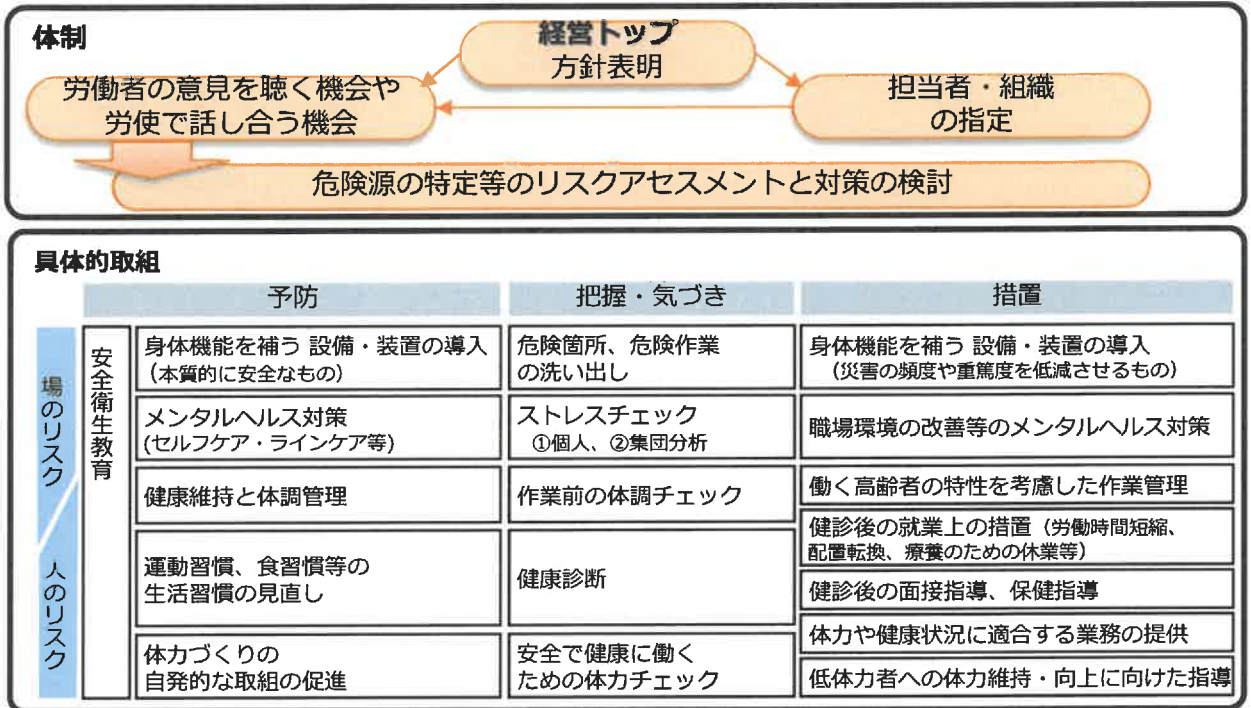 体制
経営トップ
方針表明
労働者の意見を聴く機会や
労使で話し合う機会
担当者・組織
の指定
危険源の特定等のリスクアセスメントと対策の検討
具体的取組
予防
把握・気づき
措置
場のリスク
人のリスク
安全衛生教育
身体機能を補う 設備・装置の導入
（本質的に安全なもの）
危険箇所、危険作業
の洗い出し
身体機能を補う 設備・装置の導入
（災害の頻度や重篤度を低減させるもの）
メンタルヘルス対策
(セルフケア・ラインケア等)
ストレスチェック
①個人、②集団分析
職場環境の改善等のメンタルヘルス対策
健康維持と体調管理
作業前の体調チェック
働く高齢者の特性を考慮した作業管理
運動習慣、食習慣等の
生活習慣の見直し
健康診断
健診後の就業上の措置（労働時間短縮、
配置転換、療養のための休業等）
健診後の面接指導、保健指導
体力づくりの
自発的な取組の促進
安全で健康に働く
ための体力チェック
体力や健康状況に適合する業務の提供
低体力者への体力維持・向上に向けた指導